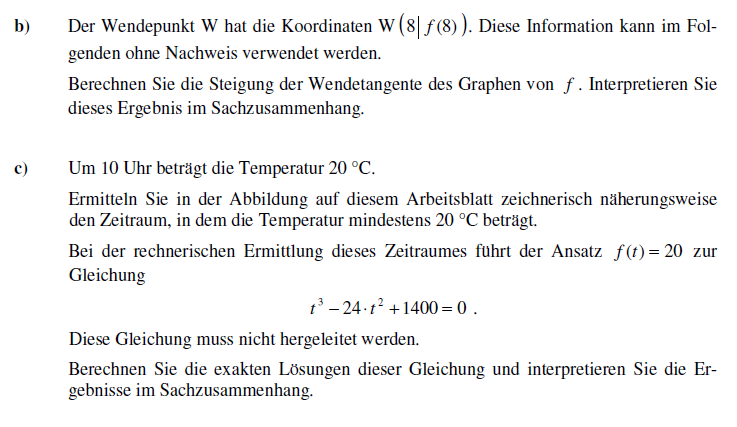 b) Der Wendepunkt W hat die Koordinaten W(8| f(8)). Diese Information kann im Fol-
genden ohne Nachweis verwendet werden.
Berechnen Sie die Steigung der Wendetangente des Graphen von f. Interpretieren Sie
dieses Ergebnis im Sachzusammenhang.
c) Um 10 Uhr beträgt die Temperatur 20 °C.
Ermitteln Sie in der Abbildung auf diesem Arbeitsblatt zeichnerisch näherungsweise
den Zeitraum, in dem die Temperatur mindestens 20 °C beträgt.
Bei der rechnerischen Ermittlung dieses Zeitraumes führt der Ansatz f(t) = 20 zur
Gleichung
t³ – 24·t² + 1400 = 0 .
Diese Gleichung muss nicht hergeleitet werden.
Berechnen Sie die exakten Lösungen dieser Gleichung und interpretieren Sie die Er-
gebnisse im Sachzusammenhang.